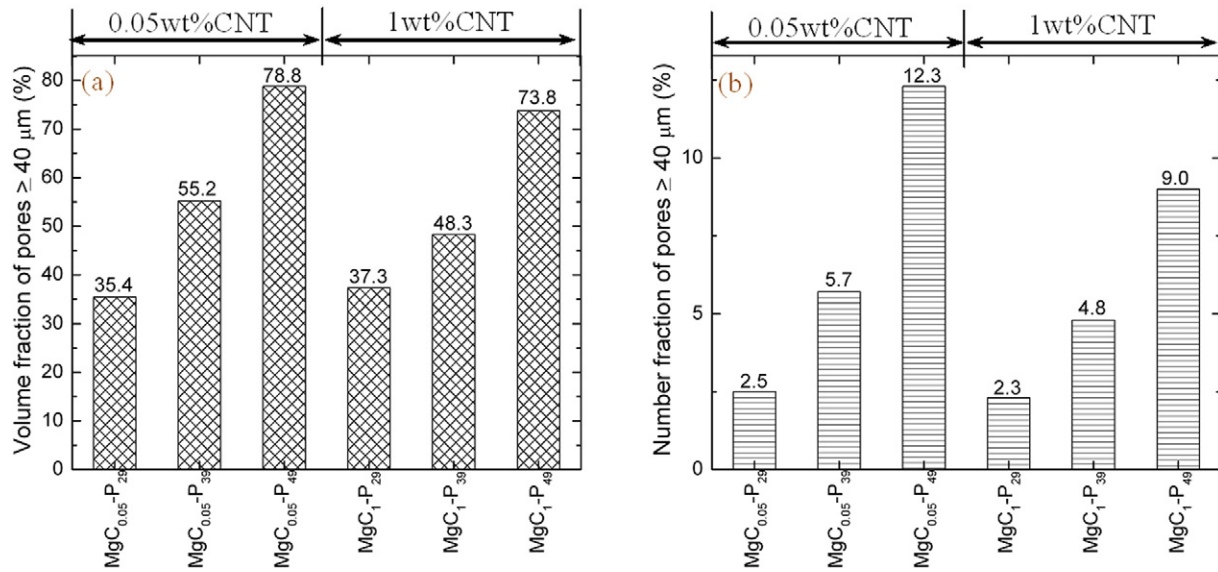 0.05wt%CNT 1wt%CNT
(a)
Volume fraction of pores ≥ 40 μm (%)
80
70
60
50
40
30
20
10
0
35.4
55.2
78.8
37.3
48.3
73.8
MgC0.05-P29
MgC0.05-P39
MgC0.05-P49
MgC1-P29
MgC1-P39
MgC1-P49
0.05wt%CNT 1wt%CNT
(b)
Number fraction of pores ≥ 40 μm (%)
10
5
0
2.5
5.7
12.3
2.3
4.8
9.0
MgC0.05-P29
MgC0.05-P39
MgC0.05-P49
MgC1-P29
MgC1-P39
MgC1-P49